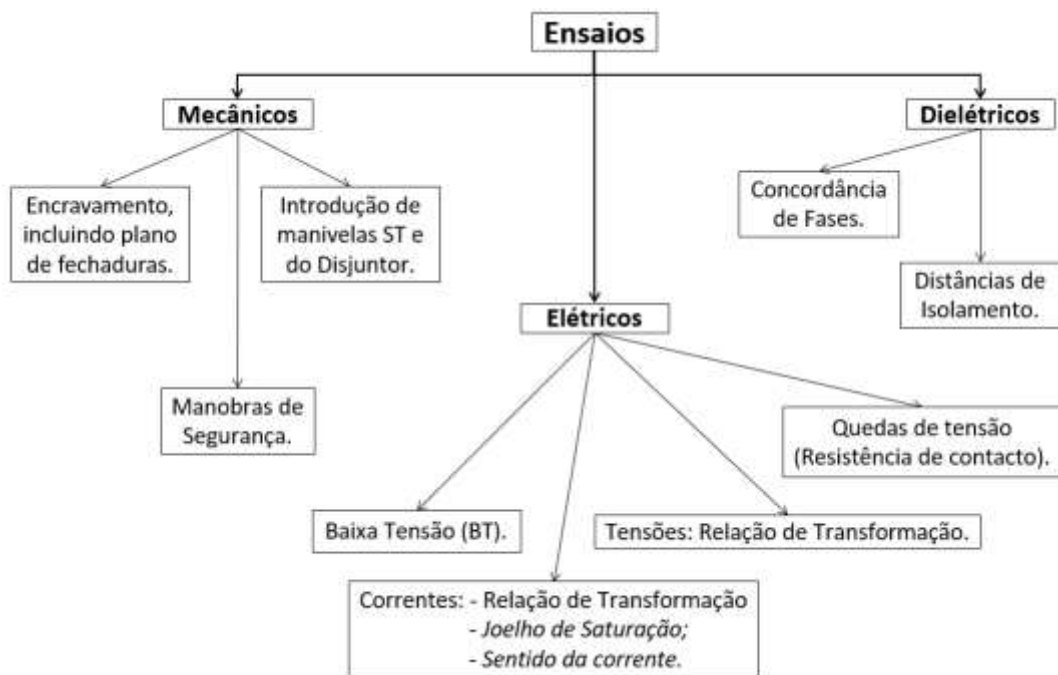 Ensaios
Mecânicos
Dielétricos
Encravamento,
incluindo plano
de fechaduras.
Introdução de
manivelas ST e
do Disjuntor.
Manobras de
Segurança.
Concordância
de Fases.
Distâncias de
Isolamento.
Elétricos
Baixa Tensão (BT).
Correntes: - Relação de Transformação
- Joelho de Saturação;
- Sentido da corrente.
Tensões: Relação de Transformação.
Quedas de tensão
(Resistência de contacto).